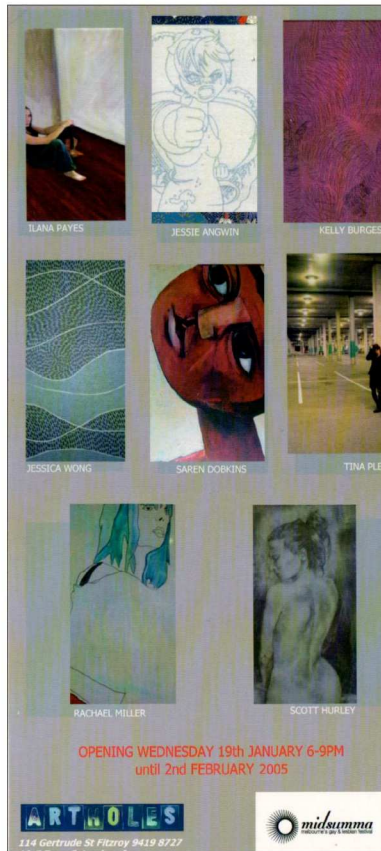 ILANA PAYES
JESSIE ANGWIN
KELLY BURGES
JESSICA WONG
SAREN DOBKINS
TINA PLE
RACHAEL MILLER
SCOTT HURLEY
OPENING WEDNESDAY 19th JANUARY 6-9PM
until 2nd FEBRUARY 2005
ARTHOLES
114 Gertrude St Fitzroy 9419 8727
midsumma
melbourne's gay & lesbian festival